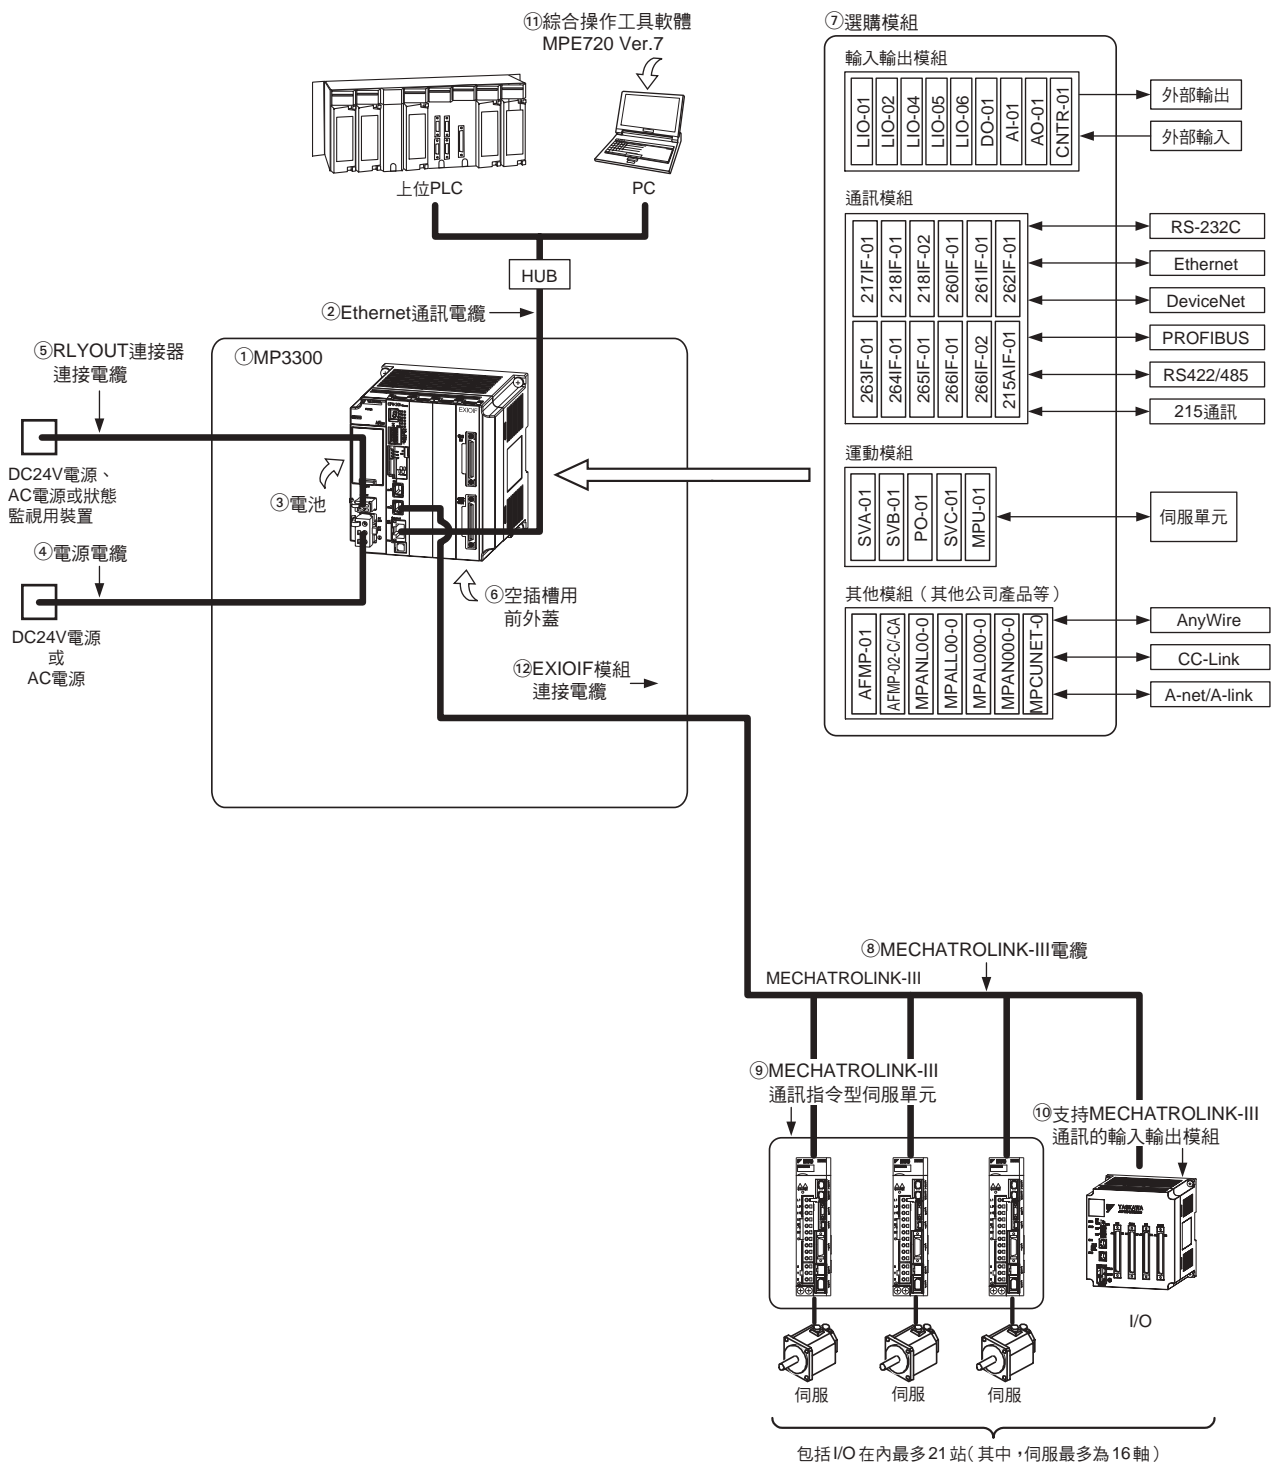 ⑪綜合操作工具軟體
MPE720 Ver.7
上位PLC
PC
HUB
②Ethernet通訊電纜
⑤RLYOUT連接器
連接電纜
①MP3300
EXIOIF
DC24V電源、
AC電源或狀態
監視用裝置
③電池
④電源電纜
DC24V電源
或
AC電源
⑥空插槽用
前外蓋
⑫EXIOIF模組
連接電纜
⑦選購模組
輸入輸出模組
LIO-01
LIO-02
LIO-04
LIO-05
LIO-06
DO-01
AI-01
AO-01
CNTR-01
外部輸出
外部輸入
通訊模組
217IF-01
218IF-01
218IF-02
260IF-01
261IF-01
262IF-01
263IF-01
264IF-01
265IF-01
266IF-01
266IF-02
215AIF-01
RS-232C
Ethernet
DeviceNet
PROFIBUS
RS422/485
215通訊
運動模組
SVA-01
SVB-01
PO-01
SVC-01
MPU-01
伺服單元
其他模組（其他公司產品等）
AFMP-01
AFMP-02-C/-CA
MPANL00-0
MPALL00-0
MPAL000-0
MPAN000-0
MPCUNET-0
AnyWire
CC-Link
A-net/A-link
⑧MECHATROLINK-III電纜
MECHATROLINK-III
⑨MECHATROLINK-III
通訊指令型伺服單元
⑩支持MECHATROLINK-III
通訊的輸入輸出模組
YASKAWA
I/O
伺服
伺服
伺服
包括I/O在內最多21站（其中，伺服最多為16軸）